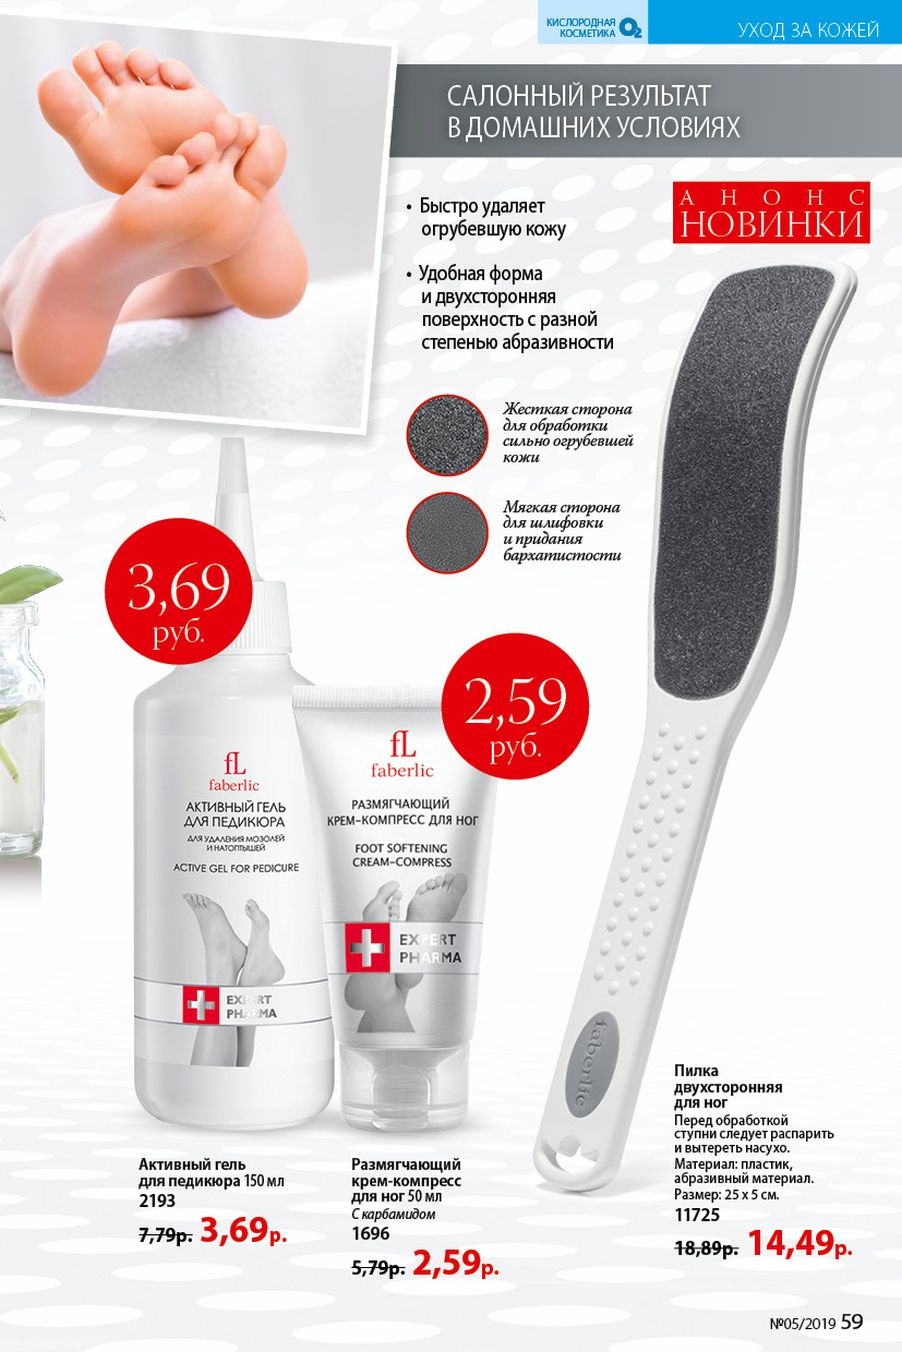 КИСЛОРОДНАЯ
КОСМЕТИКА O2
УХОД ЗА КОЖЕЙ
САЛОННЫЙ РЕЗУЛЬТАТ
В ДОМАШНИХ УСЛОВИЯХ
АНОНС
НОВИНКИ
• Быстро удаляет
огрубевшую кожу
• Удобная форма
и двухсторонняя
поверхность с разной
степенью абразивности
Жесткая сторона
для обработки
сильно огрубевшей
кожи
Мягкая сторона
для шлифовки
и придания
бархатистости
3,69
руб.
2,59
руб.
fL
faberlic
АКТИВНЫЙ ГЕЛЬ
ДЛЯ ПЕДИКЮРА
ДЛЯ УДАЛЕНИЯ МОЗОЛЕЙ
И НАТОПТЫШЕЙ
ACTIVE GEL FOR PEDICURE
EXPERT
PHARMA
fL
faberlic
РАЗМЯГЧАЮЩИЙ
КРЕМ-КОМПРЕСС ДЛЯ НОГ
FOOT SOFTENING
CREAM-COMPRESS
EXPERT
PHARMA
faberlic
Активный гель
для педикюра 150 мл
2193
7,79р. 3,69р.
Размягчающий
крем-компресс
для ног 50 мл
С карбамидом
1696
5,79р. 2,59р.
Пилка
двухсторонняя
для ног
Перед обработкой
ступни следует распарить
и вытереть насухо.
Материал: пластик,
абразивный материал.
Размер: 25 х 5 см.
11725
18,89р. 14,49р.
№05/2019 59